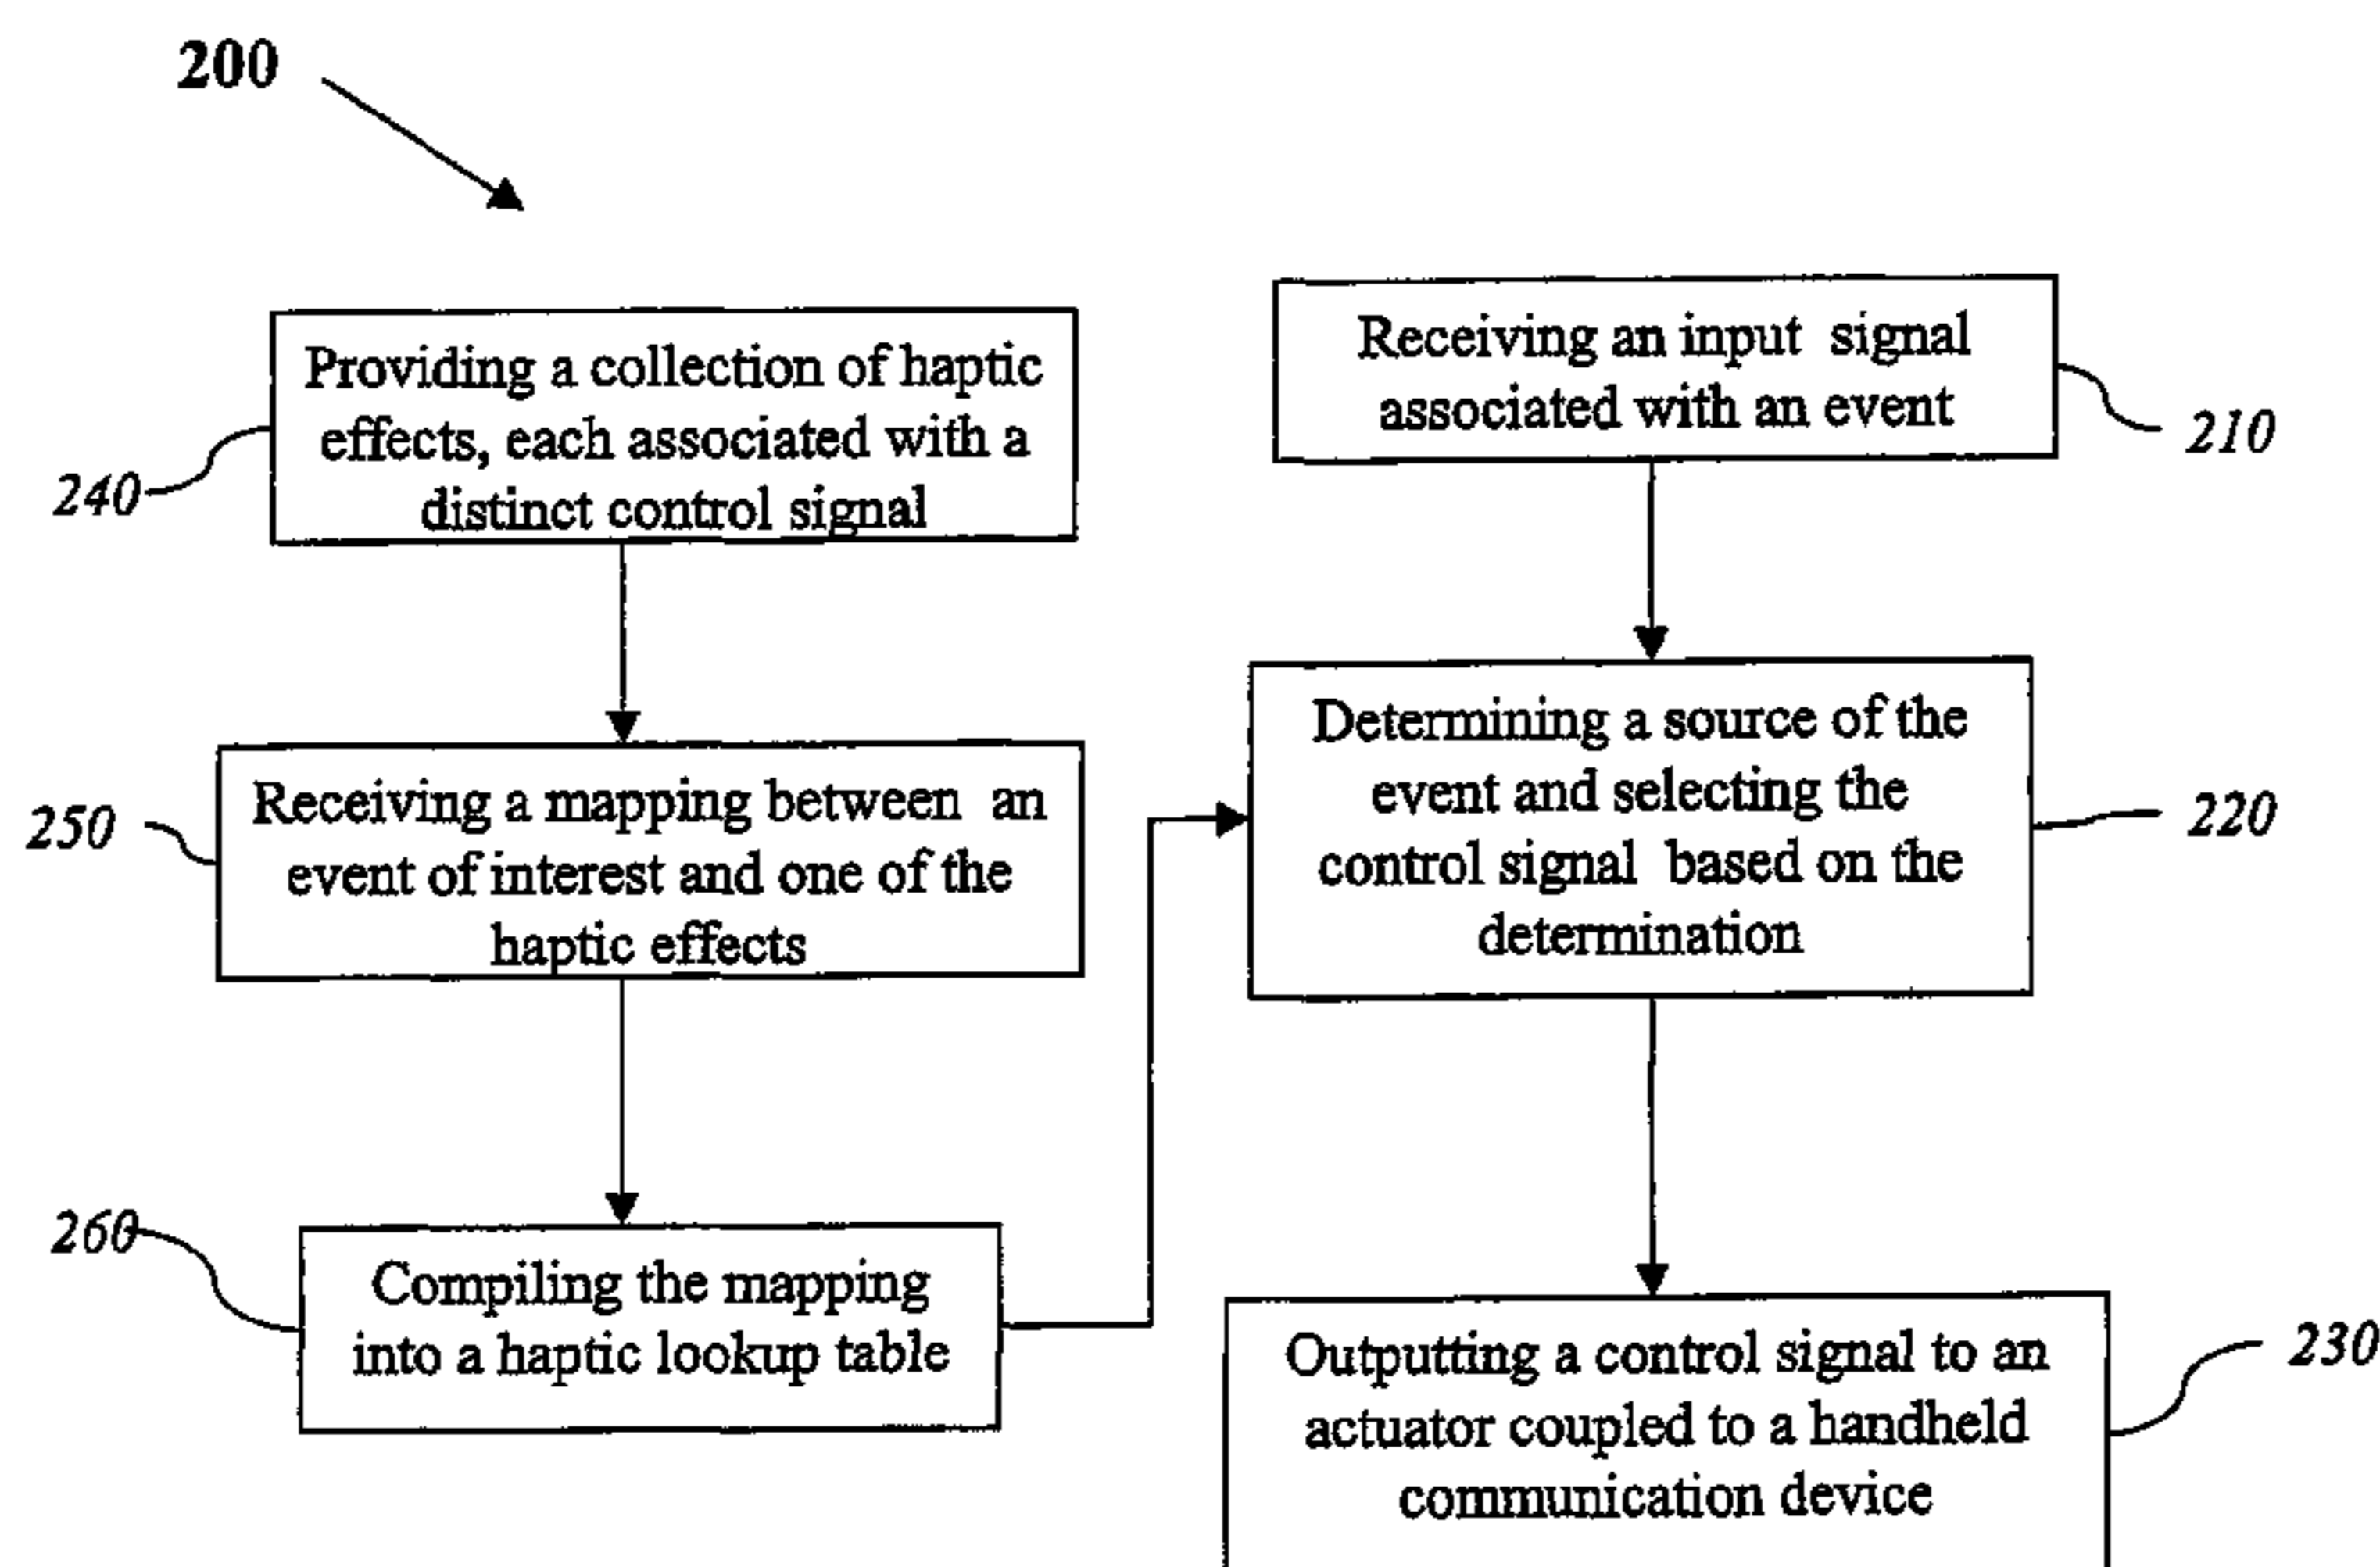 200
Providing a collection of haptic
effects, each associated with a
distinct control signal
240
Receiving a mapping between an
event of interest and one of the
haptic effects
250
Compiling the mapping
into a haptic lookup table
260
Receiving an input signal
associated with an event
210
Determining a source of the
event and selecting the
control signal based on the
determination
220
Outputting a control signal to an
actuator coupled to a handheld
communication device
230